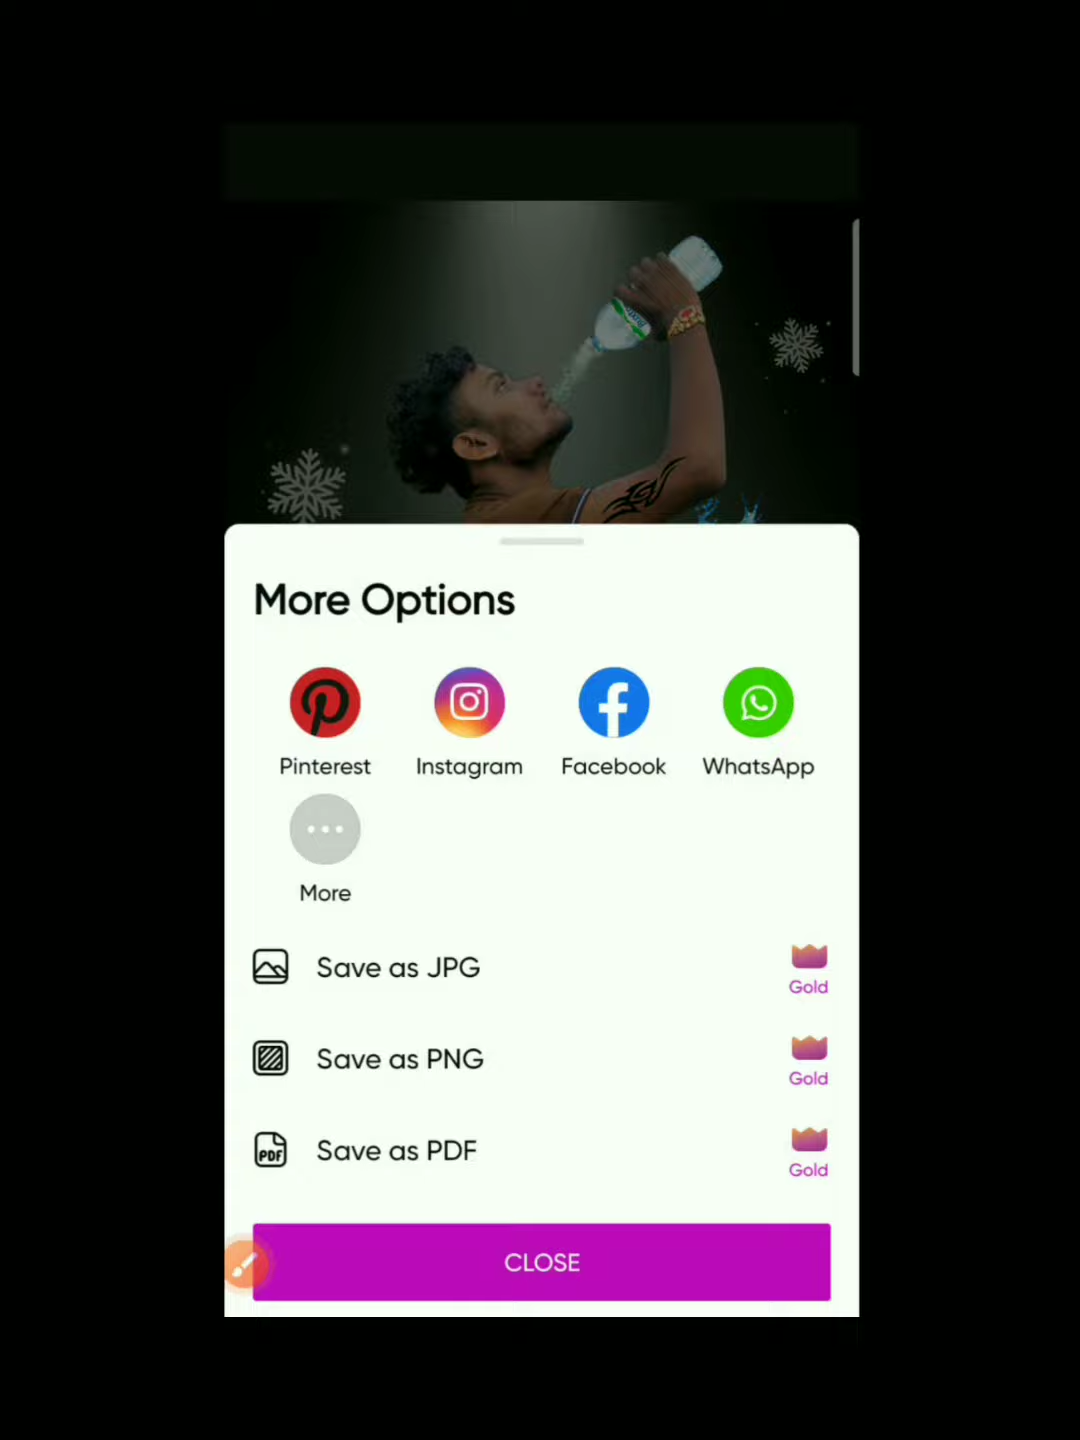 More Options
Pinterest Instagram Facebook WhatsApp
More
Save as JPG Gold
Save as PNG Gold
PDF Save as PDF Gold
CLOSE